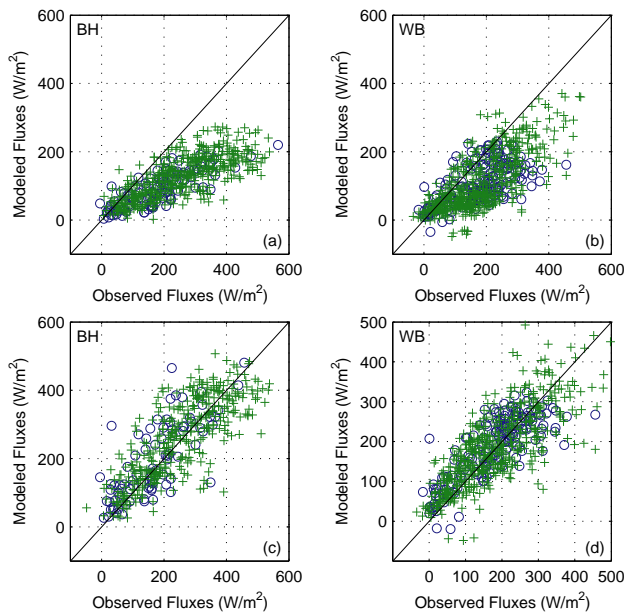 600
BH
400
200
0
Modeled Fluxes (W/m²)
(a)
0 200 400 600
Observed Fluxes (W/m²)
600
WB
400
200
0
Modeled Fluxes (W/m²)
(b)
0 200 400 600
Observed Fluxes (W/m²)
600
BH
400
200
0
Modeled Fluxes (W/m²)
(c)
0 200 400 600
Observed Fluxes (W/m²)
500
WB
400
300
200
100
0
Modeled Fluxes (W/m²)
(d)
0 100 200 300 400 500
Observed Fluxes (W/m²)